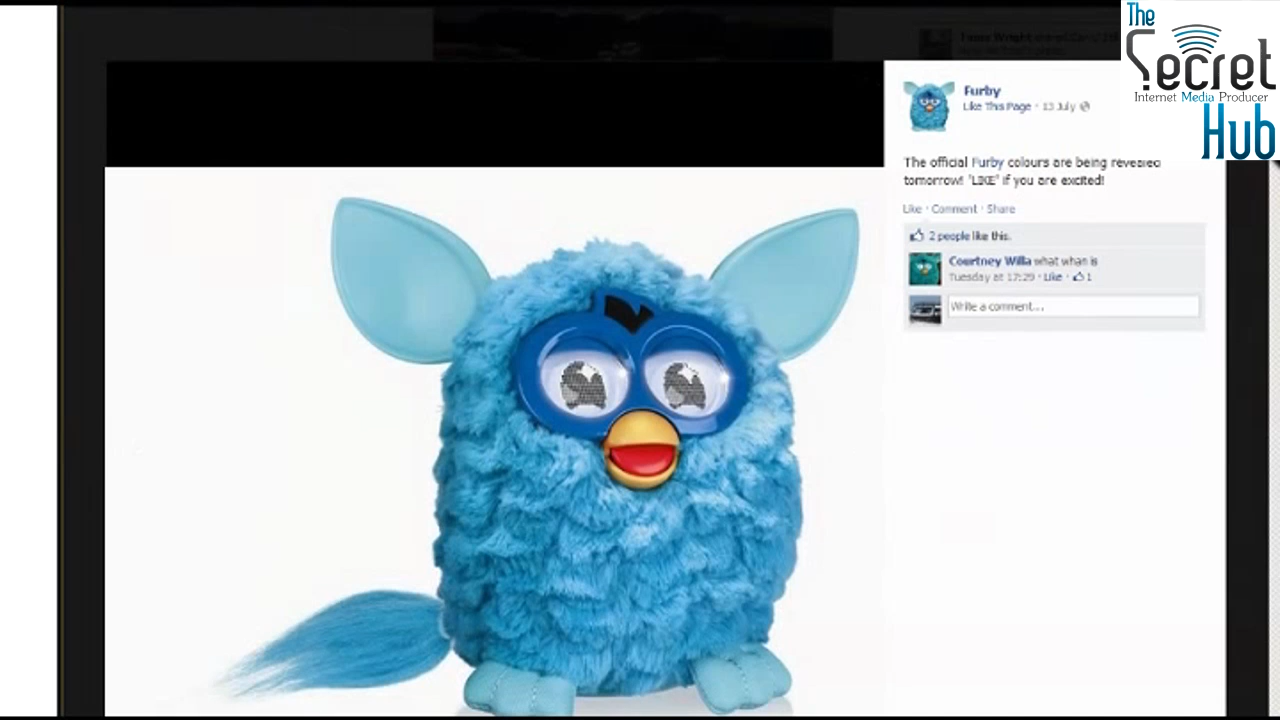 The
Secret
Internet Media Producer
Hub
Furby
Like This Page · 13 July
The official Furby colours are being revealed
tomorrow! 'LIKE' if you are excited!
Like · Comment · Share
2 people like this.
Courtney Willa what whan is
Tuesday at 17:29 · Like · 1
Write a comment...